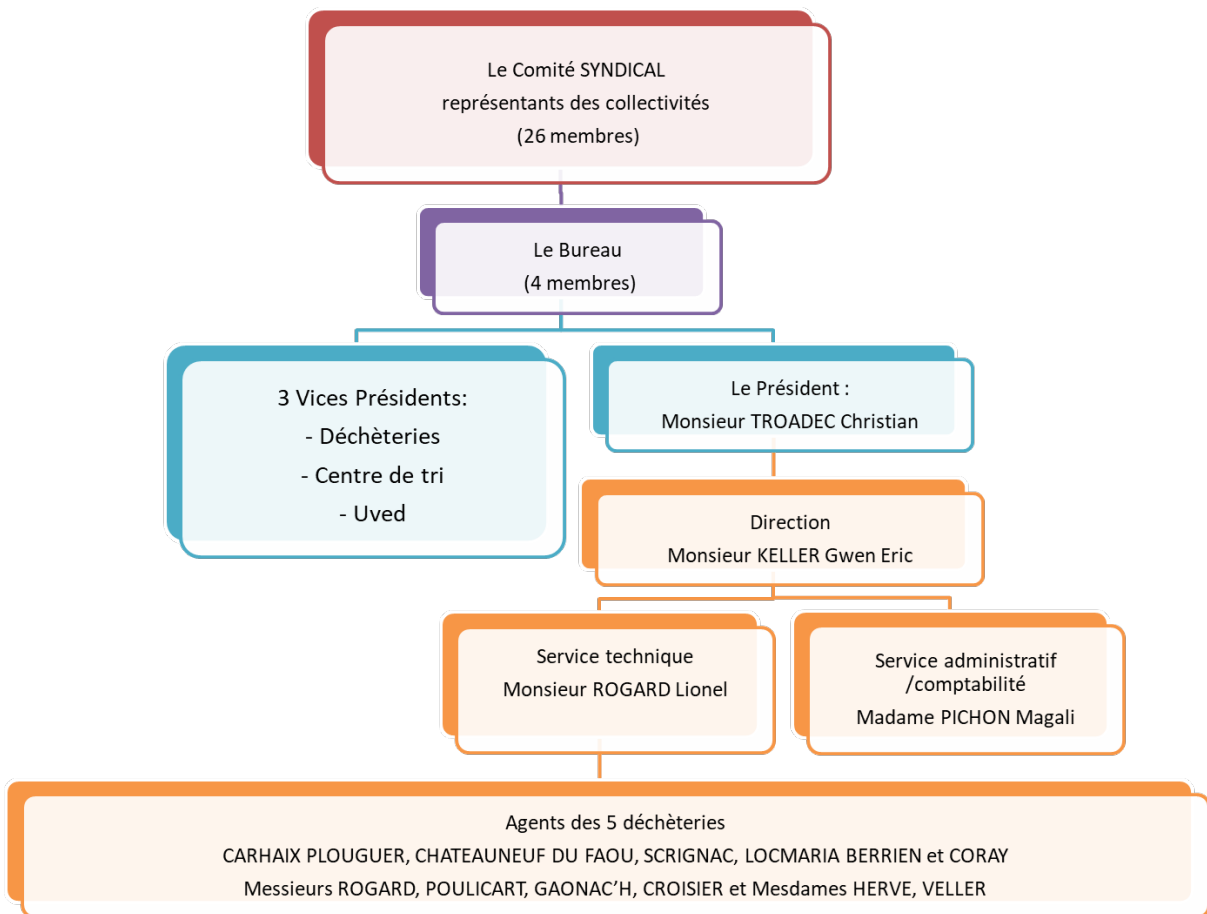 Le Comité SYNDICAL
représentants des collectivités
(26 membres)
Le Bureau
(4 membres)
3 Vices Présidents:
- Déchèteries
- Centre de tri
- Uved
Le Président :
Monsieur TROADEC Christian
Direction
Monsieur KELLER Gwen Eric
Service technique
Monsieur ROGARD Lionel
Service administratif
/comptabilité
Madame PICHON Magali
Agents des 5 déchèteries
CARHAIX PLOUGUER, CHATEAUNEUF DU FAOU, SCRIGNAC, LOCMARIA BERRIEN et CORAY
Messieurs ROGARD, POULICART, GAONAC’H, CROISIER et Mesdames HERVE, VELLER